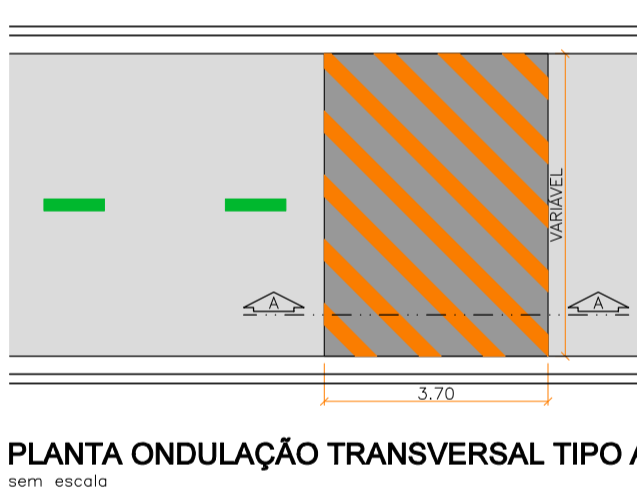 VARIÁVEL
A
A
3.70
PLANTA ONDULAÇÃO TRANSVERSAL TIPO A
sem escala